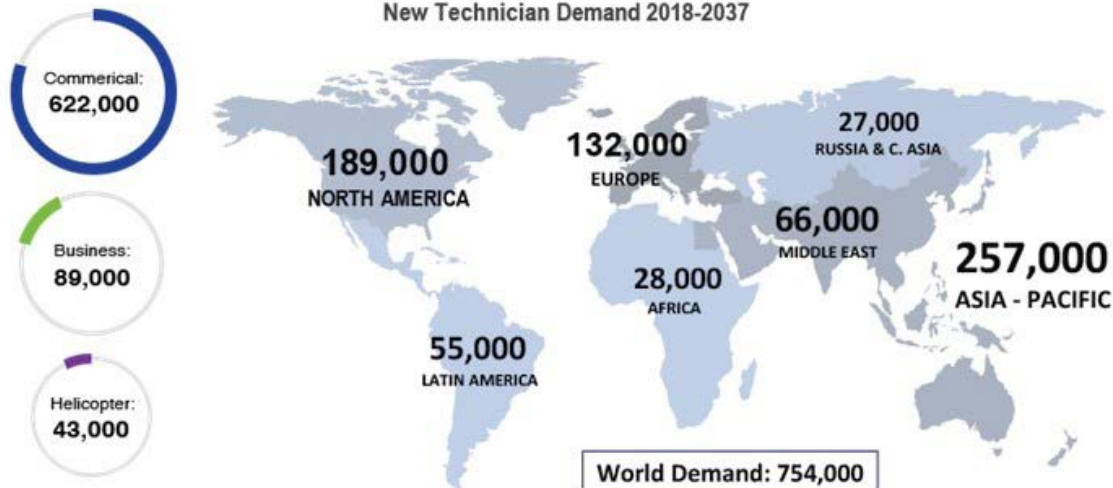 New Technician Demand 2018-2037
Commerical:
622,000
Business:
89,000
Helicopter:
43,000
189,000
NORTH AMERICA
132,000
EUROPE
27,000
RUSSIA & C. ASIA
66,000
MIDDLE EAST
257,000
ASIA - PACIFIC
28,000
AFRICA
55,000
LATIN AMERICA
World Demand: 754,000